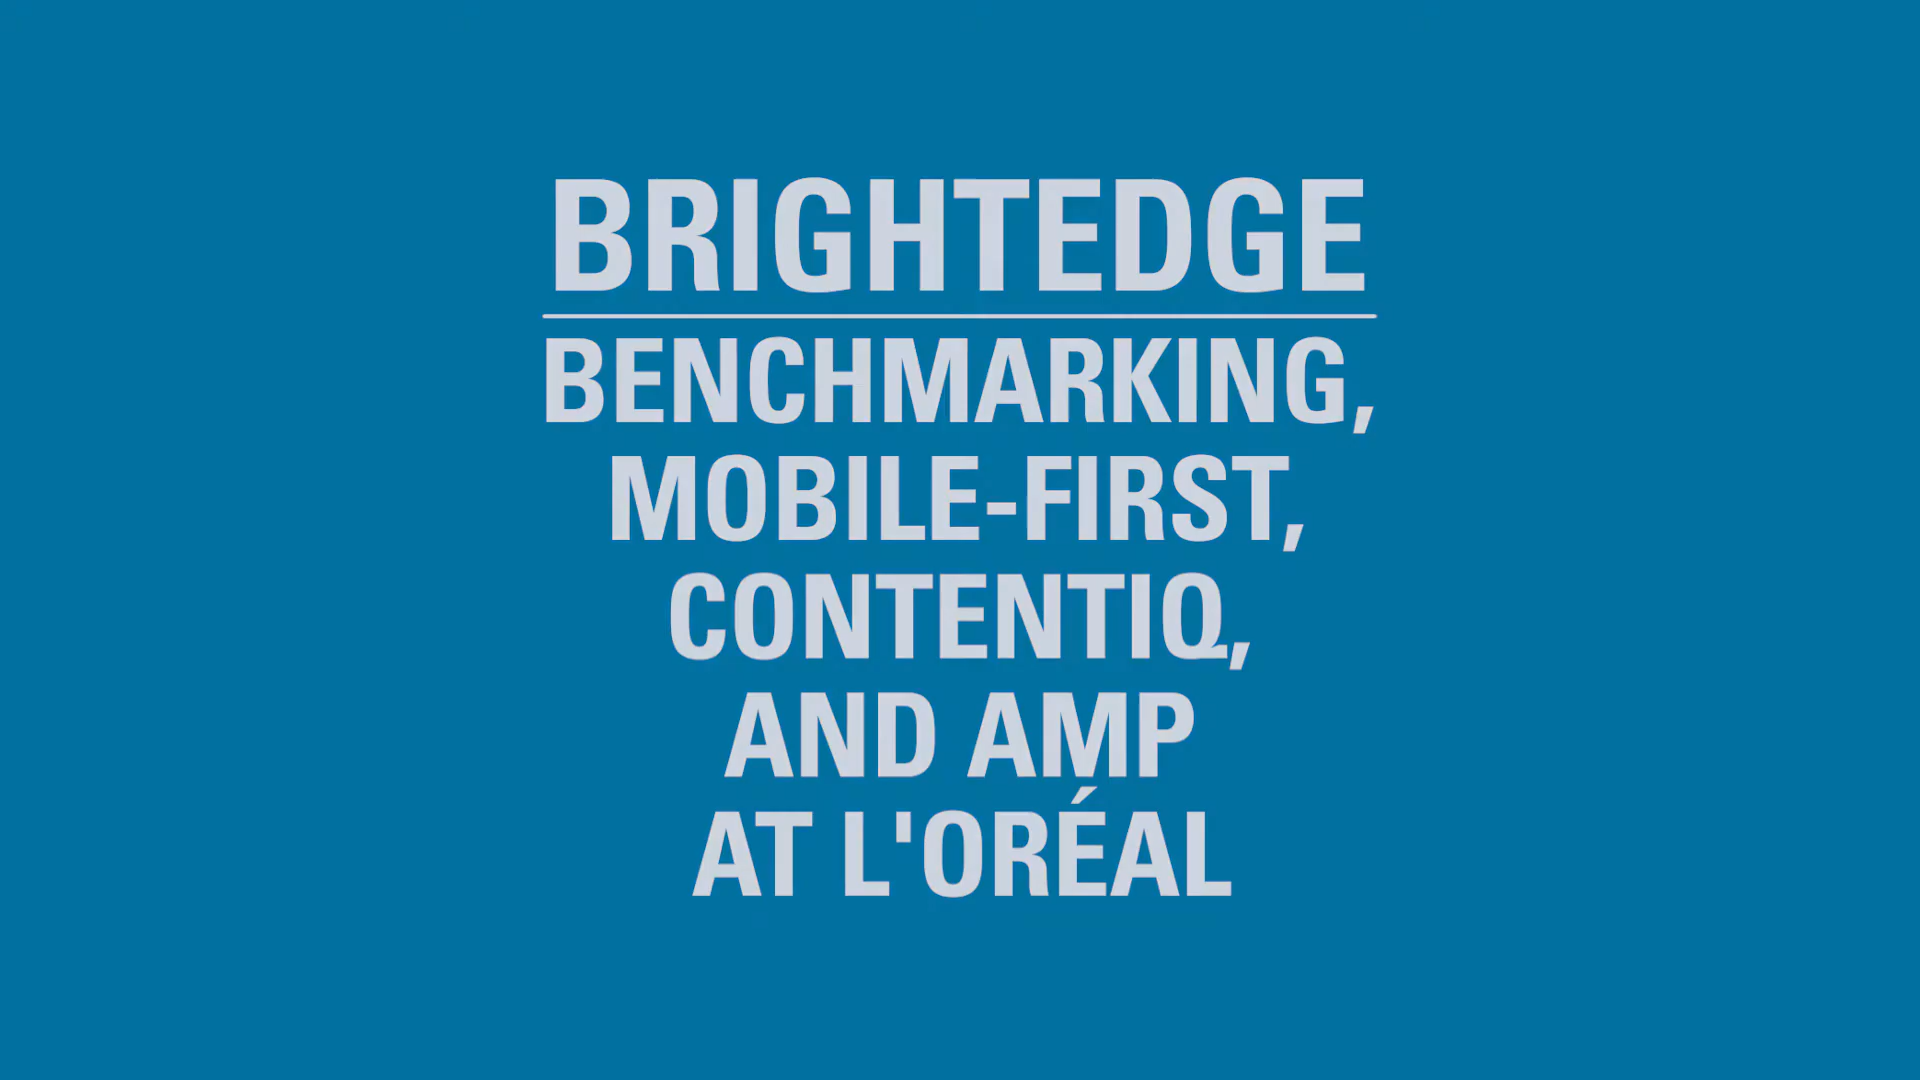 BRIGHTEDGE
BENCHMARKING,
MOBILE-FIRST,
CONTENTIQ,
AND AMP
AT L'ORÉAL